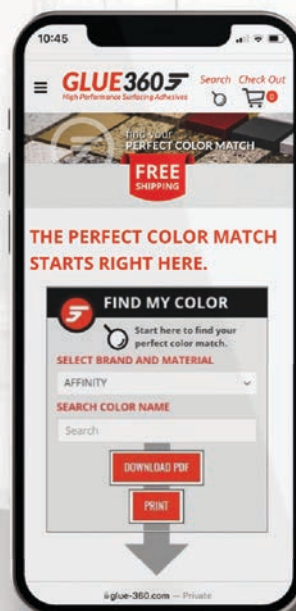 10:45
GLUE360
High Performance Surfacing Adhesives
Search Check Out
0
find your
PERFECT COLOR MATCH
FREE
SHIPPING
THE PERFECT COLOR MATCH
STARTS RIGHT HERE.
FIND MY COLOR
Start here to find your
perfect color match.
SELECT BRAND AND MATERIAL
AFFINITY
SEARCH COLOR NAME
Search
DOWNLOAD PDF
PRINT
glue-360.com — Private